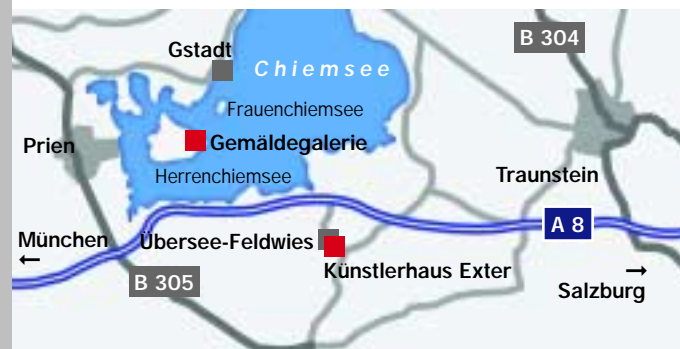 B 304
Gstadt
Chiemsee
Frauenchiemsee
Prien
Gemäldegalerie
Herrenchiemsee
Traunstein
A 8
München
←
Übersee-Feldwies
Künstlerhaus Exter
→
B 305
Salzburg